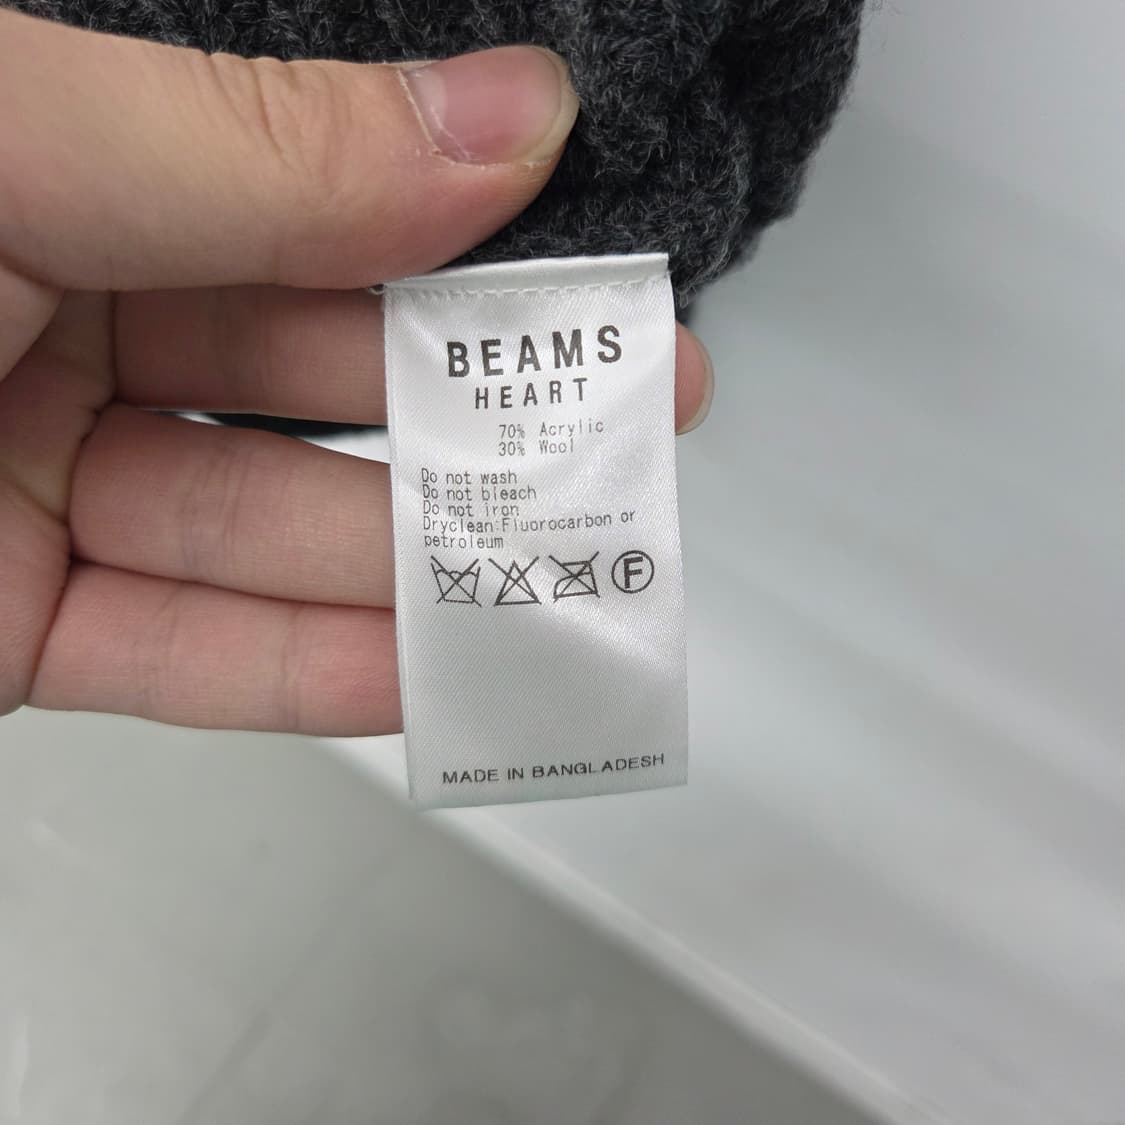 BEAMS
HEART
70% Acrylic
30% Wool
Do not wash
Do not bleach
Do not iron
Dryclean:Fluorocarbon or
petroleum
F
MADE IN BANGLADESH